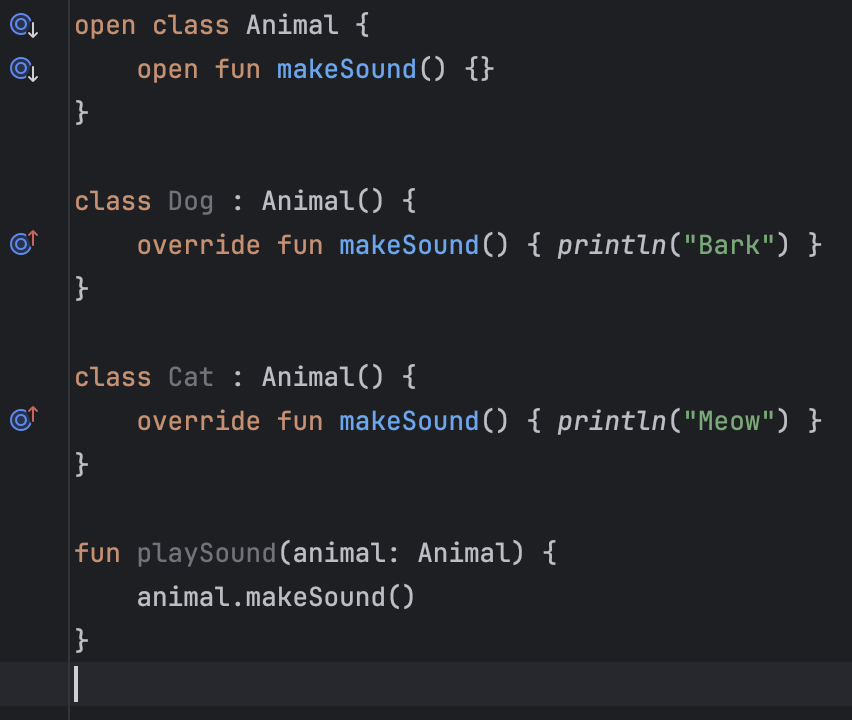 open class Animal {
    open fun makeSound() {}
}

class Dog : Animal() {
    override fun makeSound() { println("Bark") }
}

class Cat : Animal() {
    override fun makeSound() { println("Meow") }
}

fun playSound(animal: Animal) {
    animal.makeSound()
}